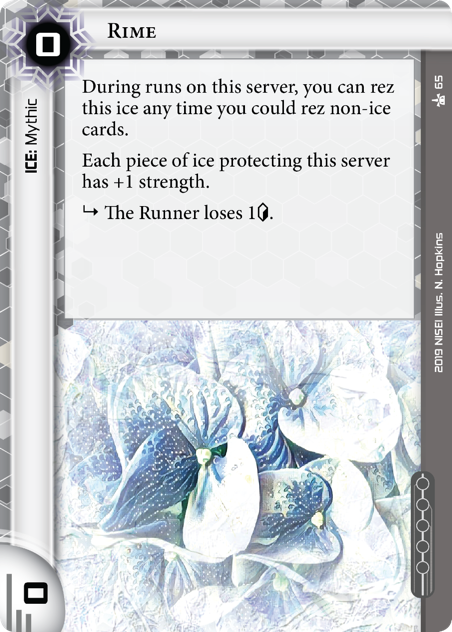 0
Rime
ICE: Mythic
During runs on this server, you can rez
this ice any time you could rez non-ice
cards.
Each piece of ice protecting this server
has +1 strength.
↳ The Runner loses 1.
65
2019 NISEI Illus. N. Hopkins
0